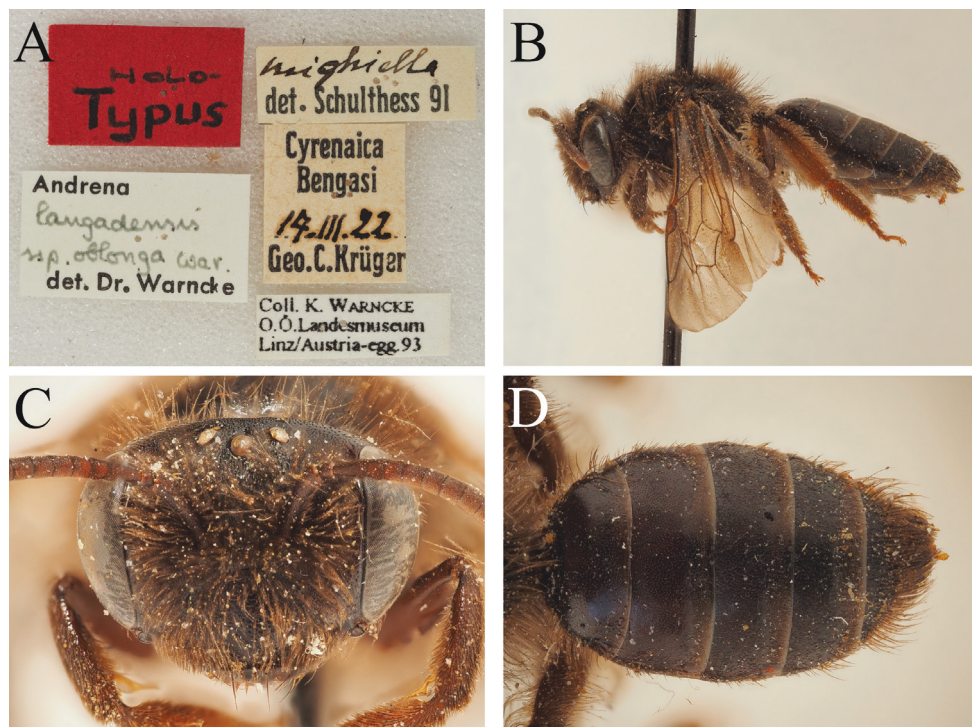 A
HOLO-
Typus
mighiella
det. Schulthess 91
Cyrenaica
Bengasi
14.III.22.
Geo.C.Krüger
Andrena
langadensis
ssp. oblonga War.
det. Dr. Warncke
Coll. K. WARNCKE
O.Ö.Landesmuseum
Linz/Austria-egg.93
B
C
D